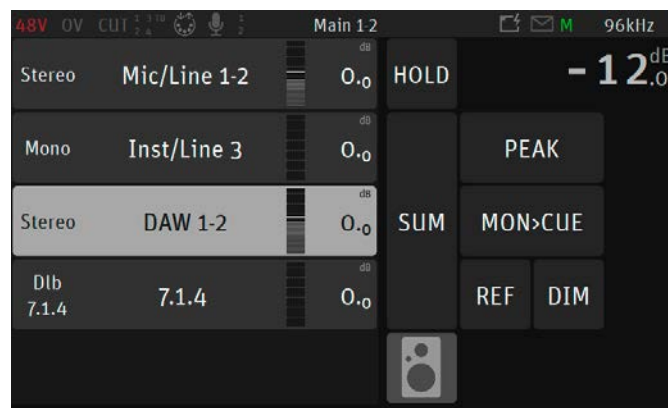 48V OV CUT Main 1-2 M 96kHz
Stereo Mic/Line 1-2 dB 0.0 HOLD -12.0 dB
Mono Inst/Line 3 dB 0.0 PEAK
Stereo DAW 1-2 dB 0.0 SUM MON>CUE
Dlb 7.1.4 7.1.4 dB 0.0 REF DIM